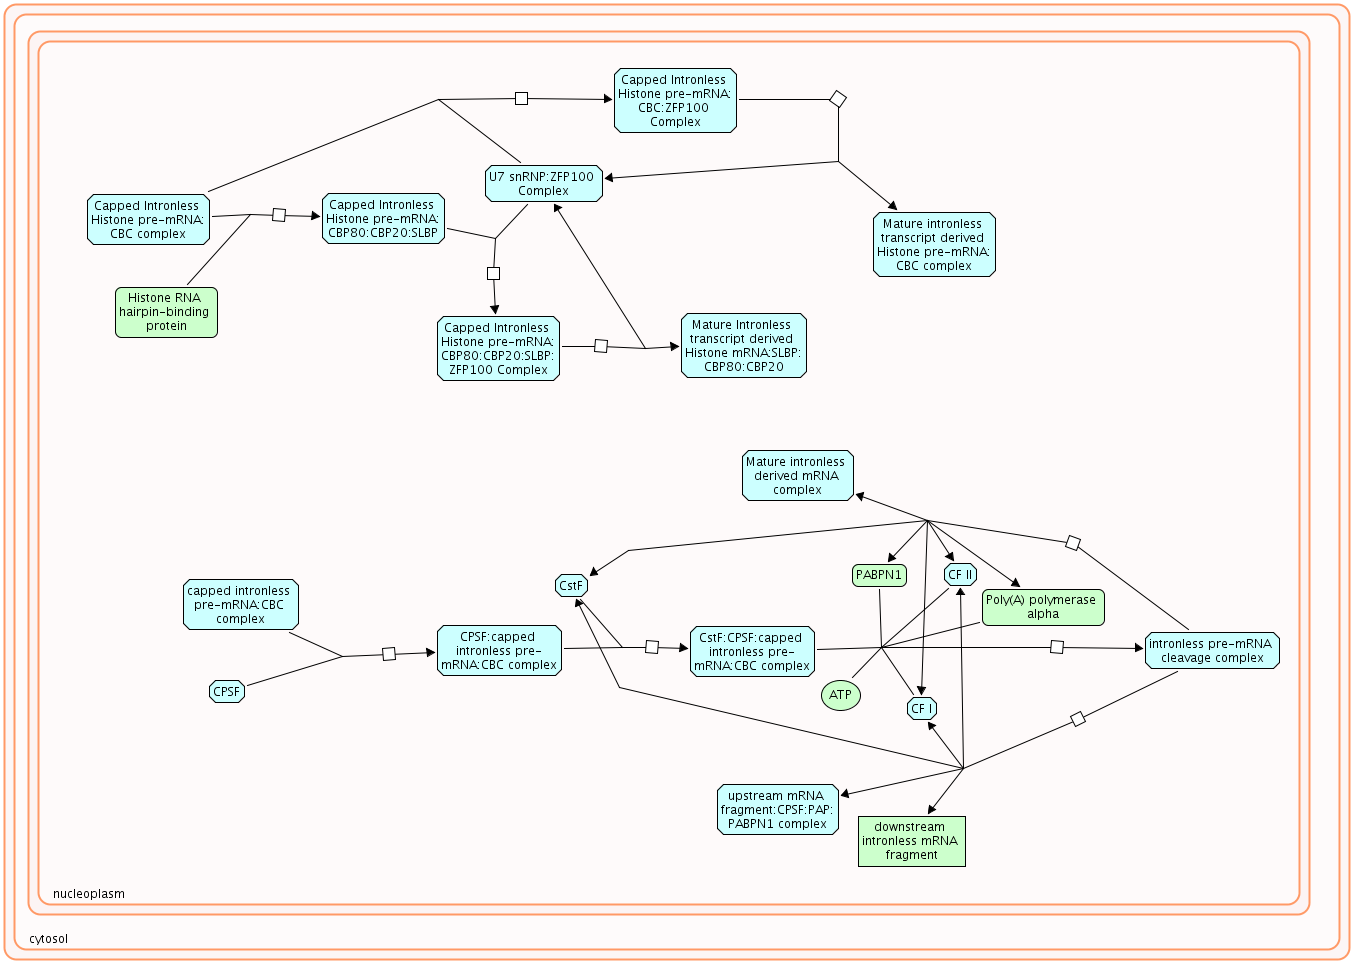 Capped Intronless
Histone pre-mRNA:
CBC:ZFP100
Complex
U7 snRNP:ZFP100
Complex
Capped Intronless
Histone pre-mRNA:
CBC complex
Capped Intronless
Histone pre-mRNA:
CBP80:CBP20:SLBP
Mature intronless
transcript derived
Histone pre-mRNA:
CBC complex
Histone RNA
hairpin-binding
protein
Capped Intronless
Histone pre-mRNA:
CBP80:CBP20:SLBP:
ZFP100 Complex
Mature Intronless
transcript derived
Histone mRNA:SLBP:
CBP80:CBP20
Mature intronless
derived mRNA
complex
CstF
PABPN1
CF II
Poly(A) polymerase
alpha
capped intronless
pre-mRNA:CBC
complex
CPSF:capped
intronless pre-
mRNA:CBC complex
CstF:CPSF:capped
intronless pre-
mRNA:CBC complex
intronless pre-mRNA
cleavage complex
CPSF
ATP
CF I
upstream mRNA
fragment:CPSF:PAP:
PABPN1 complex
downstream
intronless mRNA
fragment
nucleoplasm
cytosol